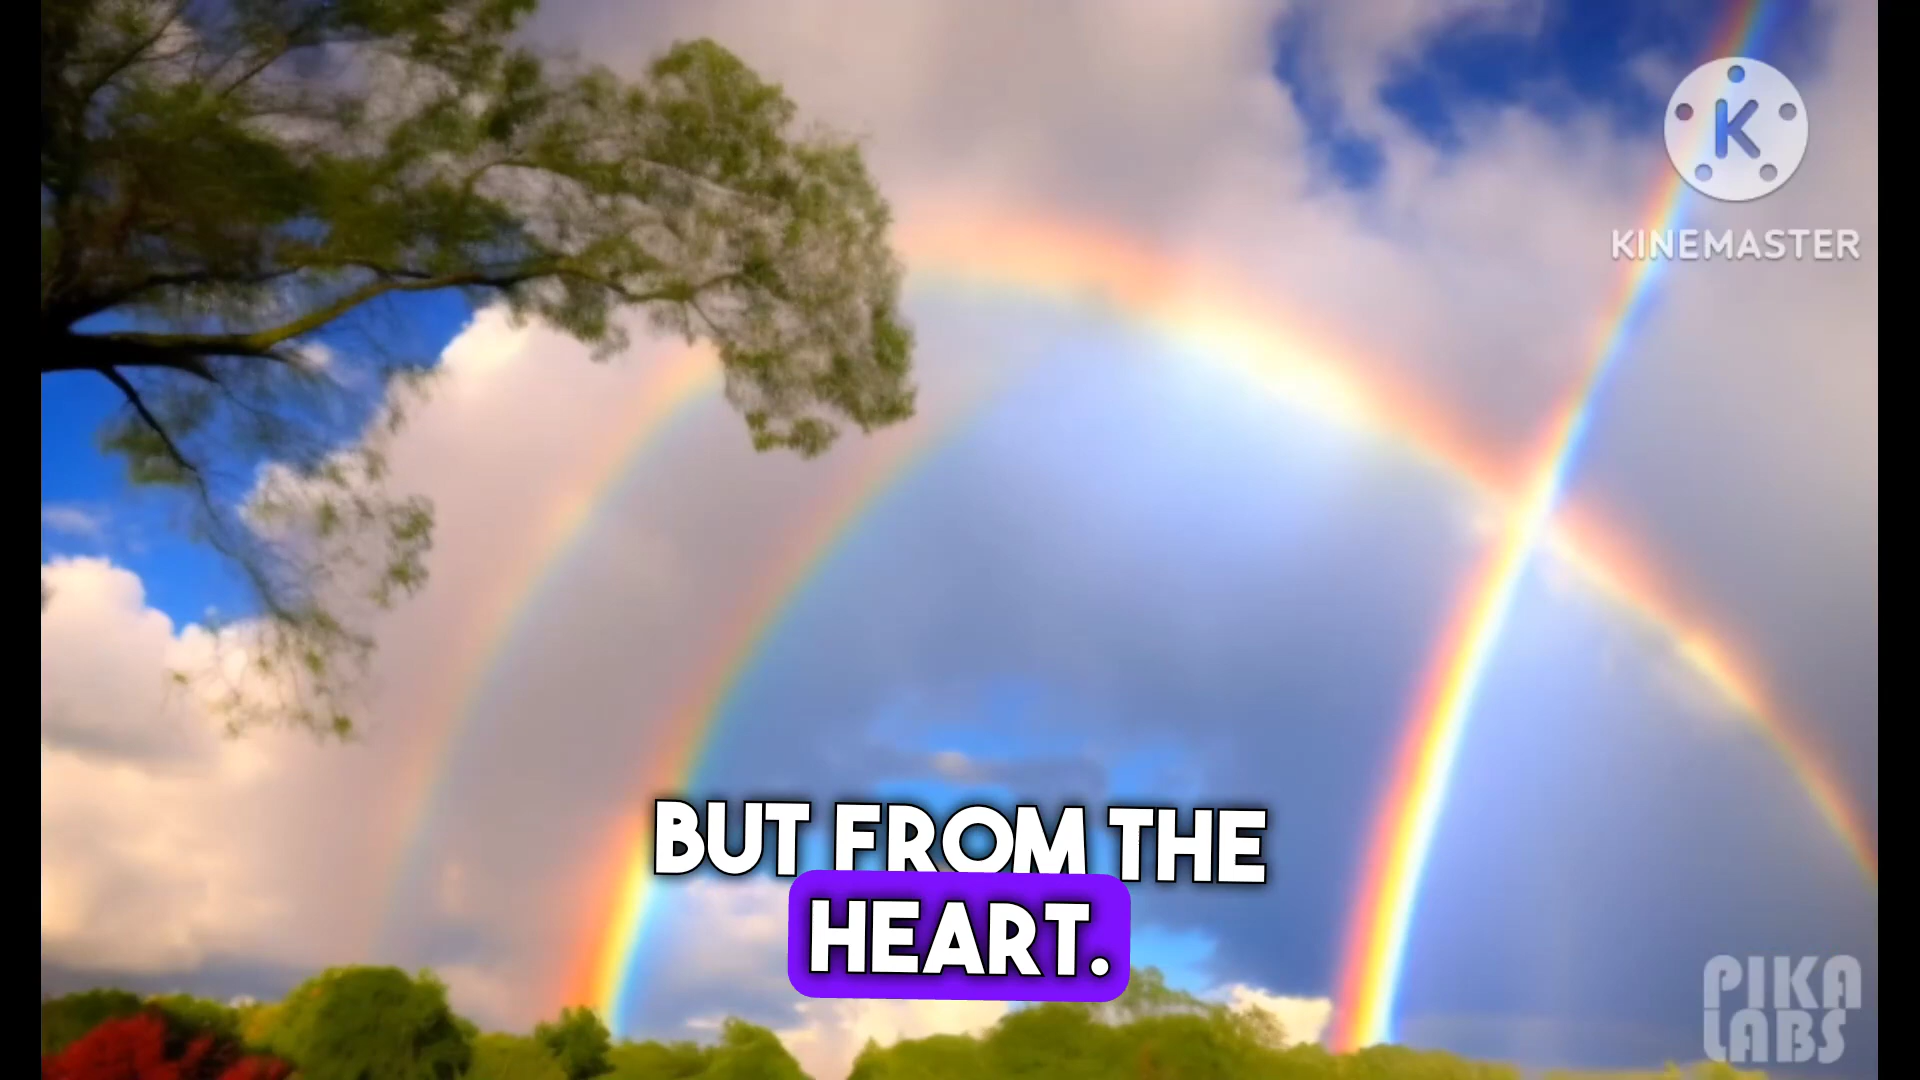 K
KINEMASTER
BUT FROM THE
HEART.
PIKA
LABS